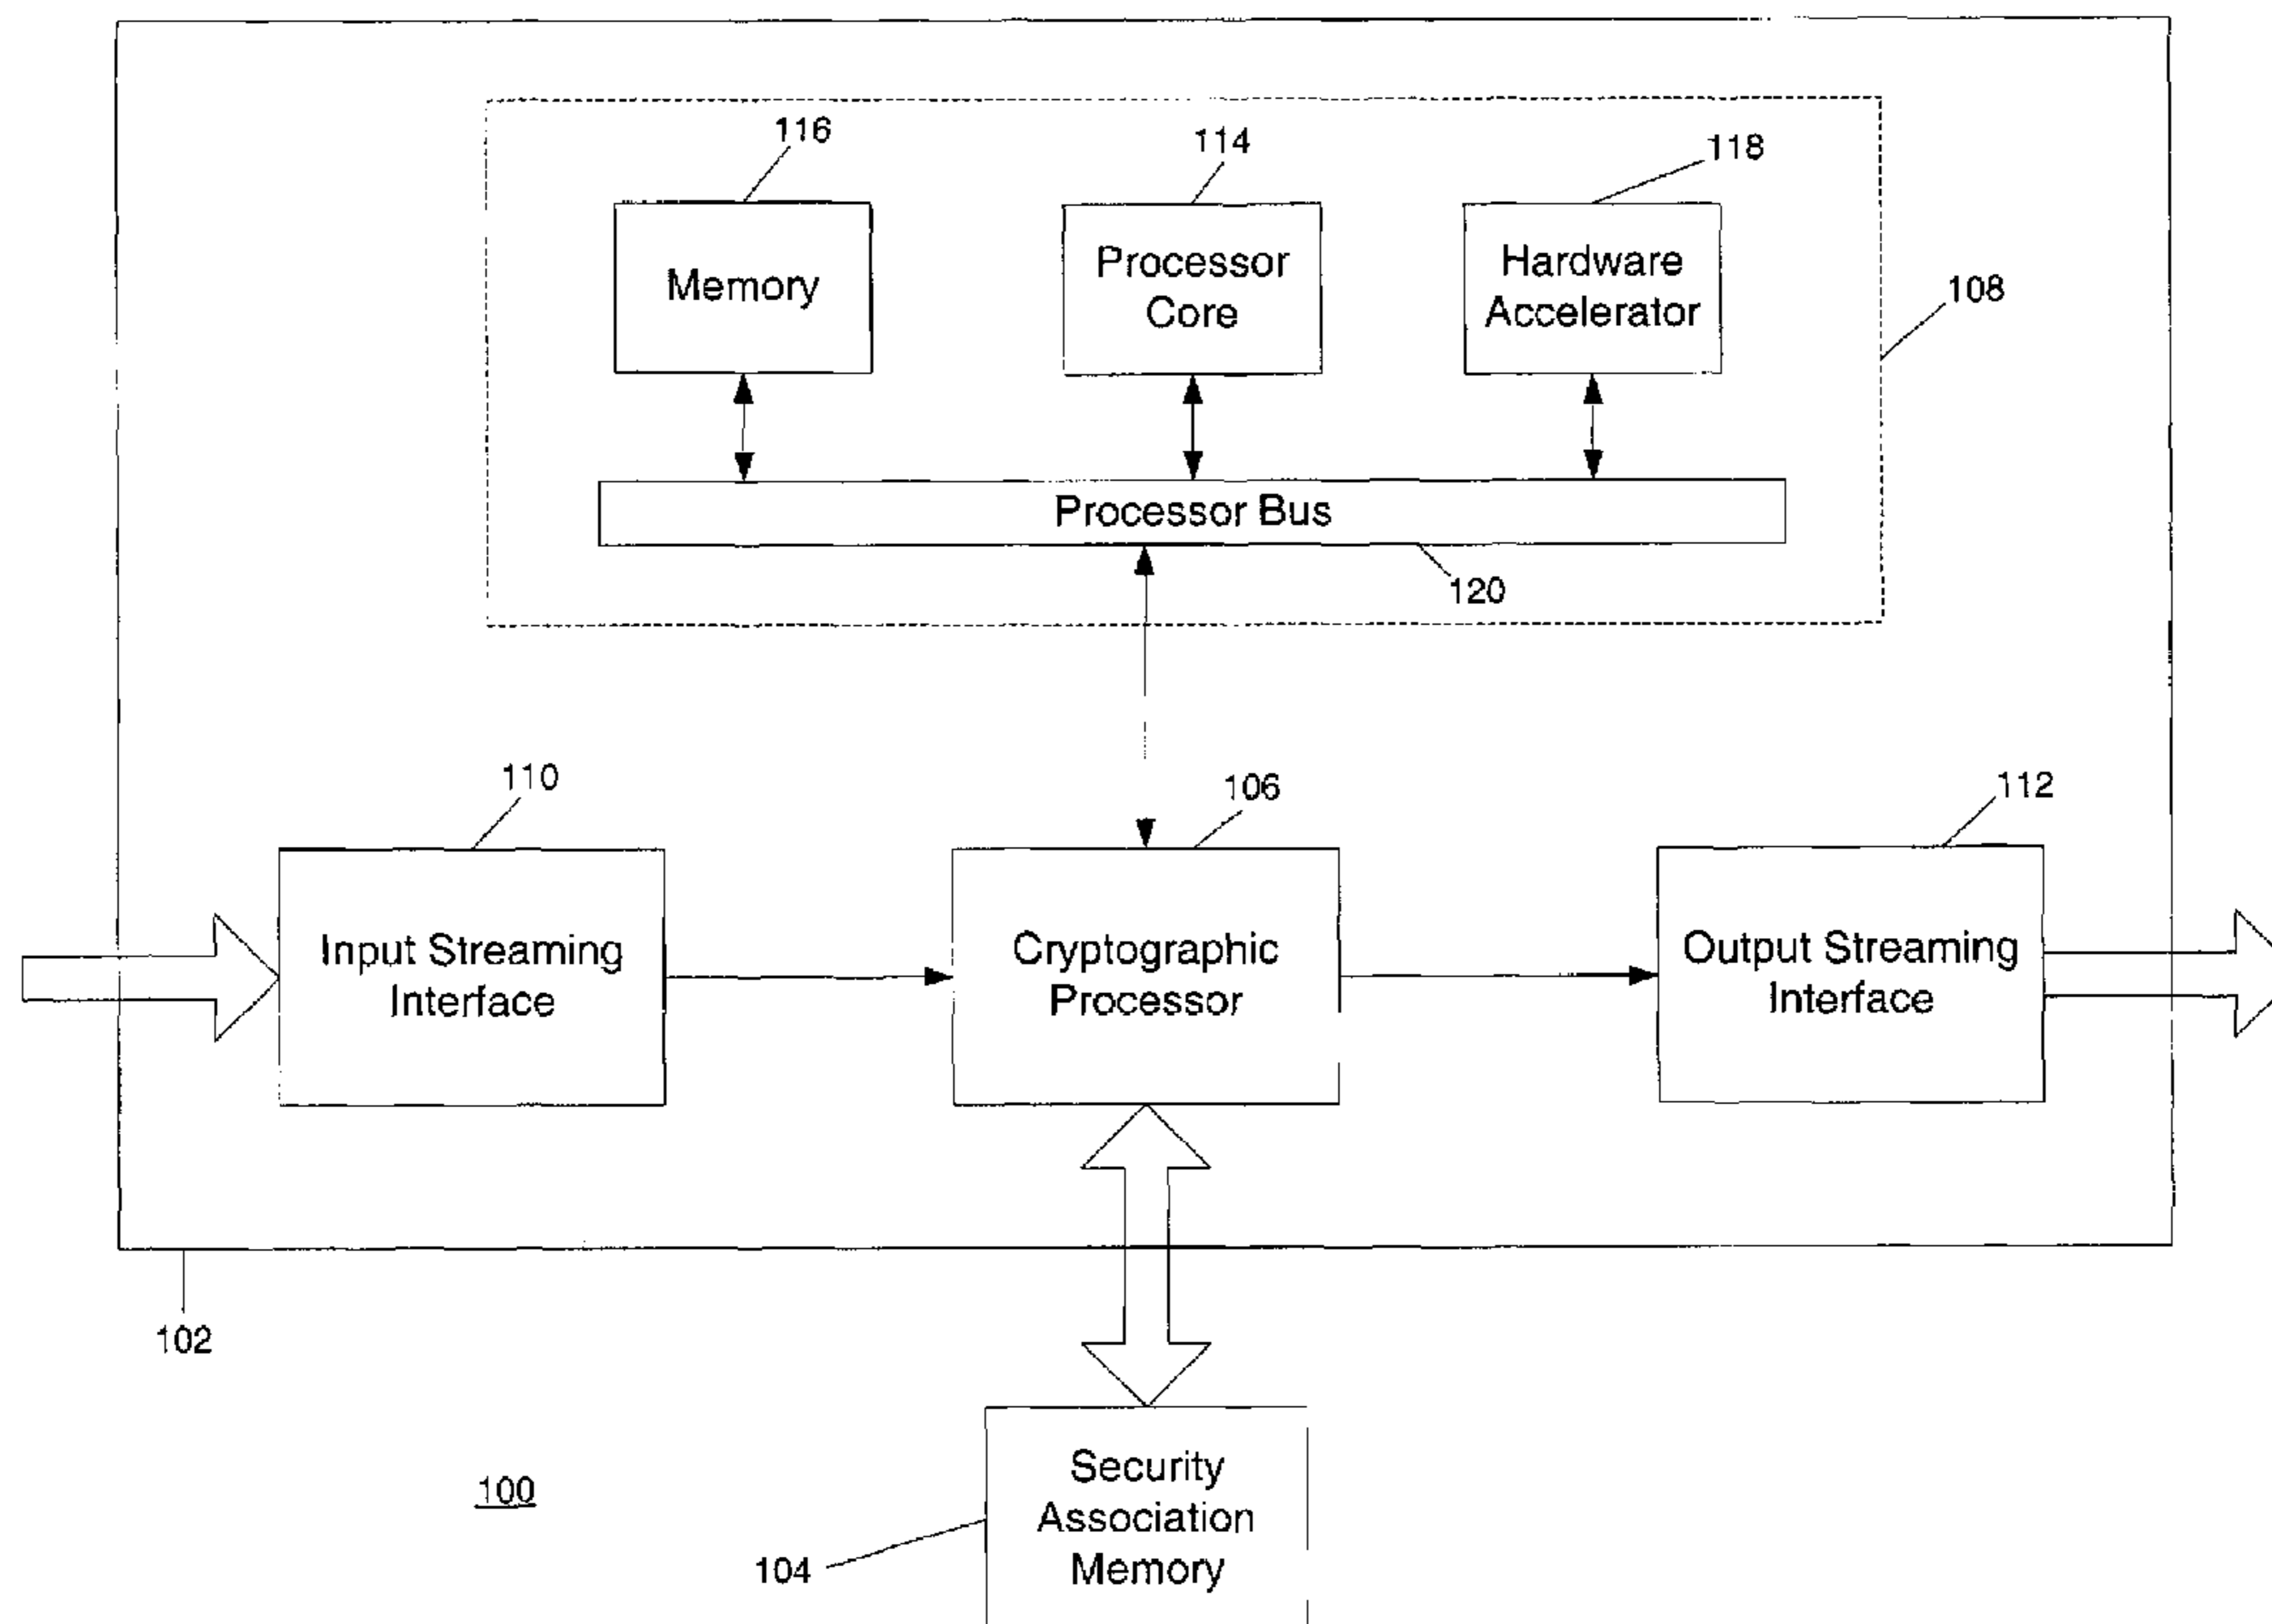 116
114
118
Memory
Processor
Core
Hardware
Accelerator
108
Processor Bus
120
110
106
112
Input Streaming
Interface
Cryptographic
Processor
Output Streaming
Interface
102
100
Security
Association
Memory
104